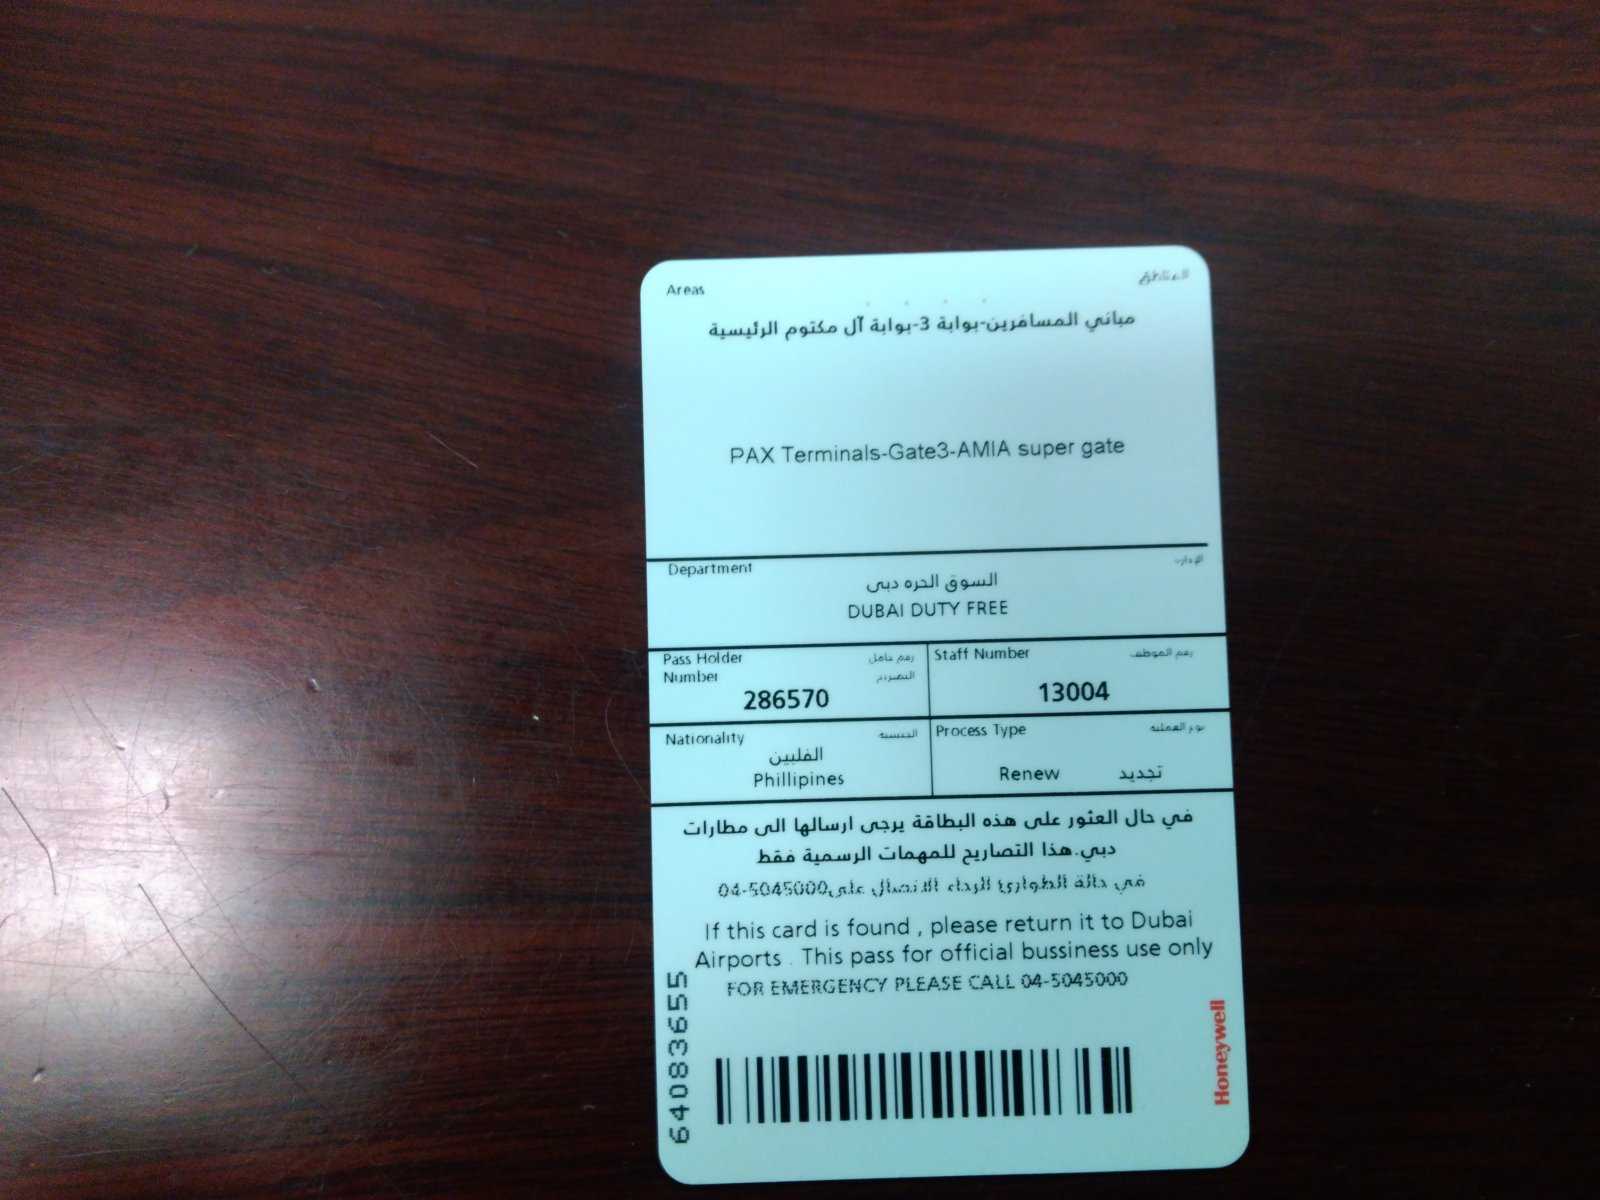 Areas المناطق
مباني المسافرين-بوابة 3-بوابة آل مكتوم الرئيسية
PAX Terminals-Gate3-AMIA super gate
Department الإدارت
السوق الحره دبى
DUBAI DUTY FREE
Pass Holder Number رقم حامل التصريح
286570
Staff Number رقم الموظف
13004
Nationality الجنسية
الفلبين
Phillipines
Process Type نوع العملية
Renew تجديد
في حال العثور على هذه البطاقة يرجى ارسالها الى مطارات
دبي.هذا التصاريح للمهمات الرسمية فقط
في حالة الطوارئ الرجاء الاتصال على04-5045000
If this card is found , please return it to Dubai
Airports . This pass for official bussiness use only
FOR EMERGENCY PLEASE CALL 04-5045000
64083655
Honeywell